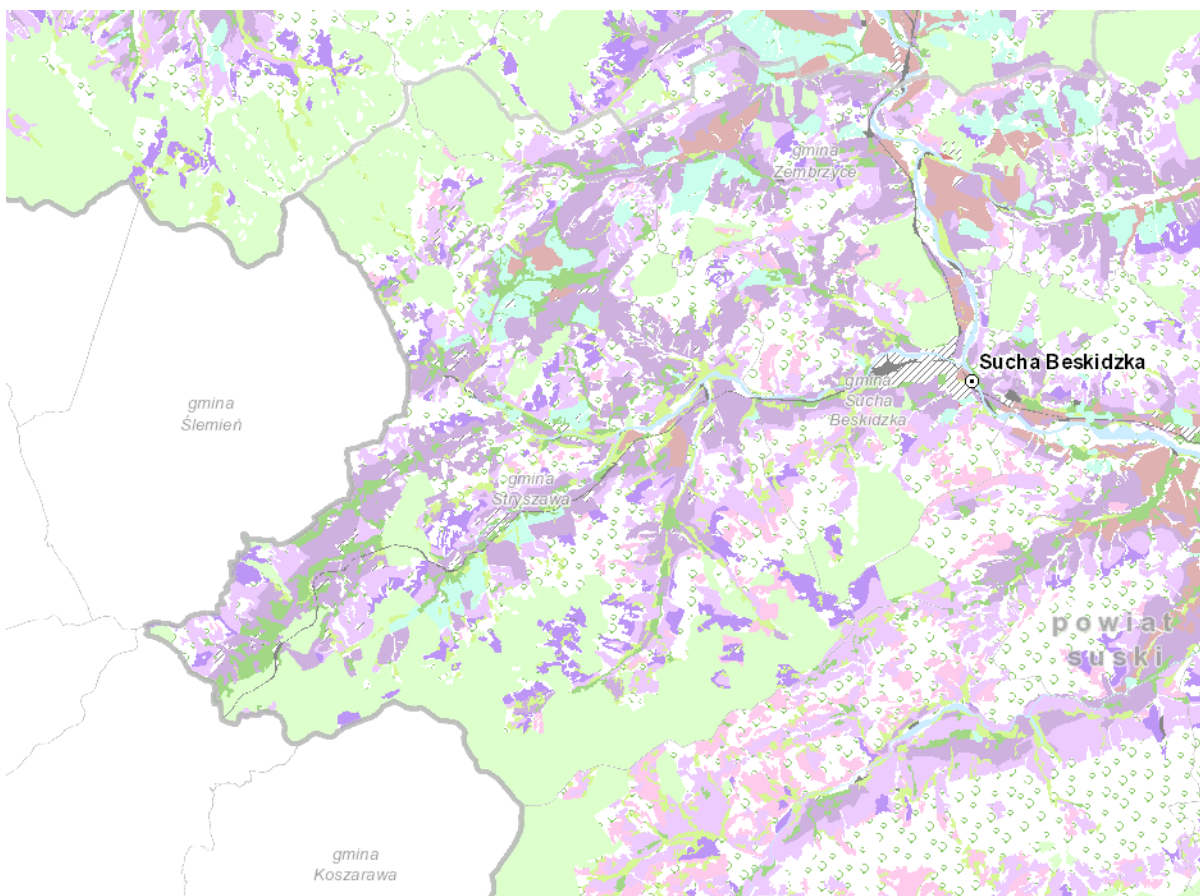 gmina
Zembrzyce
Sucha Beskidzka
gmina
Sucha
Beskidzka
gmina
Ślemień
gmina
Stryszawa
powiat
suski
gmina
Koszarawa